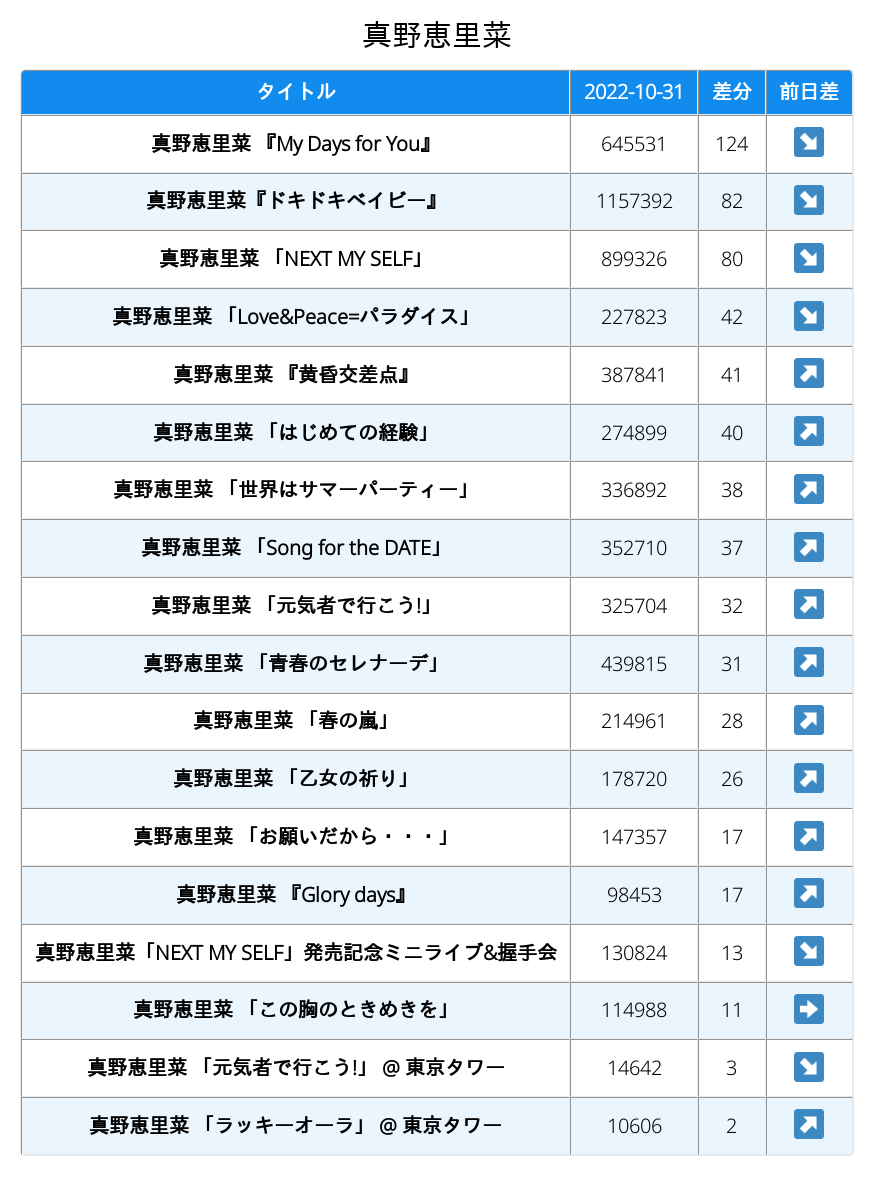 真野恵里菜
タイトル 2022-10-31 差分 前日差
真野恵里菜 『My Days for You』 645531 124 ↘
真野恵里菜『ドキドキベイビー』 1157392 82 ↘
真野恵里菜 「NEXT MY SELF」 899326 80 ↘
真野恵里菜 「Love&Peace=パラダイス」 227823 42 ↘
真野恵里菜 『黄昏交差点』 387841 41 ↗
真野恵里菜 「はじめての経験」 274899 40 ↗
真野恵里菜 「世界はサマーパーティー」 336892 38 ↗
真野恵里菜 「Song for the DATE」 352710 37 ↗
真野恵里菜 「元気者で行こう!」 325704 32 ↗
真野恵里菜 「青春のセレナーデ」 439815 31 ↗
真野恵里菜 「春の嵐」 214961 28 ↗
真野恵里菜 「乙女の祈り」 178720 26 ↗
真野恵里菜 「お願いだから・・・」 147357 17 ↗
真野恵里菜 『Glory days』 98453 17 ↗
真野恵里菜「NEXT MY SELF」発売記念ミニライブ&握手会 130824 13 ↘
真野恵里菜 「この胸のときめきを」 114988 11 ➡
真野恵里菜 「元気者で行こう!」 @ 東京タワー 14642 3 ↘
真野恵里菜 「ラッキーオーラ」 @ 東京タワー 10606 2 ↗